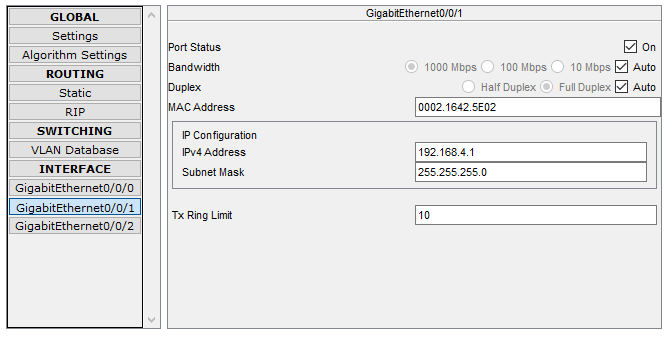 GLOBAL
Settings
Algorithm Settings
ROUTING
Static
RIP
SWITCHING
VLAN Database
INTERFACE
GigabitEthernet0/0/0
GigabitEthernet0/0/1
GigabitEthernet0/0/2
GigabitEthernet0/0/1
Port Status On
Bandwidth 1000 Mbps 100 Mbps 10 Mbps Auto
Duplex Half Duplex Full Duplex Auto
MAC Address 0002.1642.5E02
IP Configuration
IPv4 Address 192.168.4.1
Subnet Mask 255.255.255.0
Tx Ring Limit 10